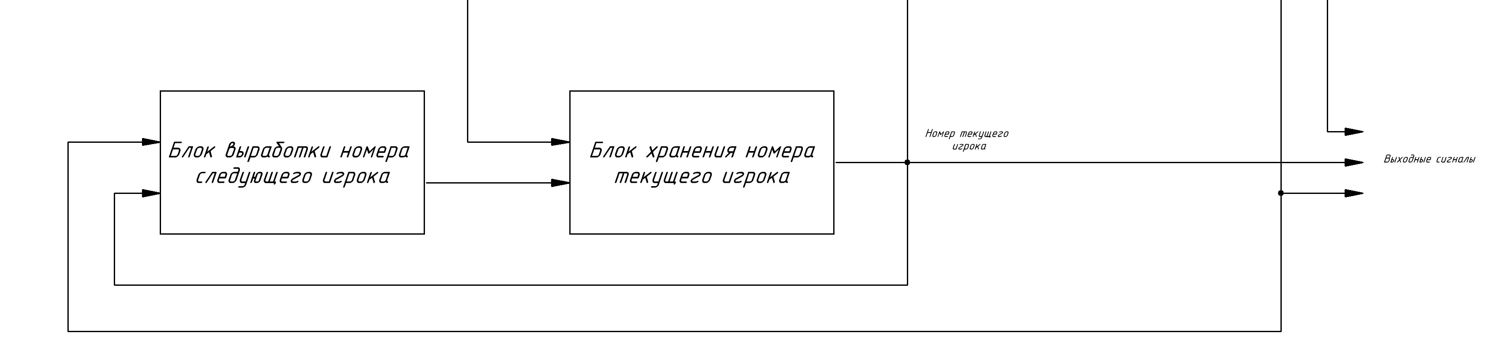 Блок выработки номера
следующего игрока
Блок хранения номера
текущего игрока
Номер текущего
игрока
Выходные сигналы